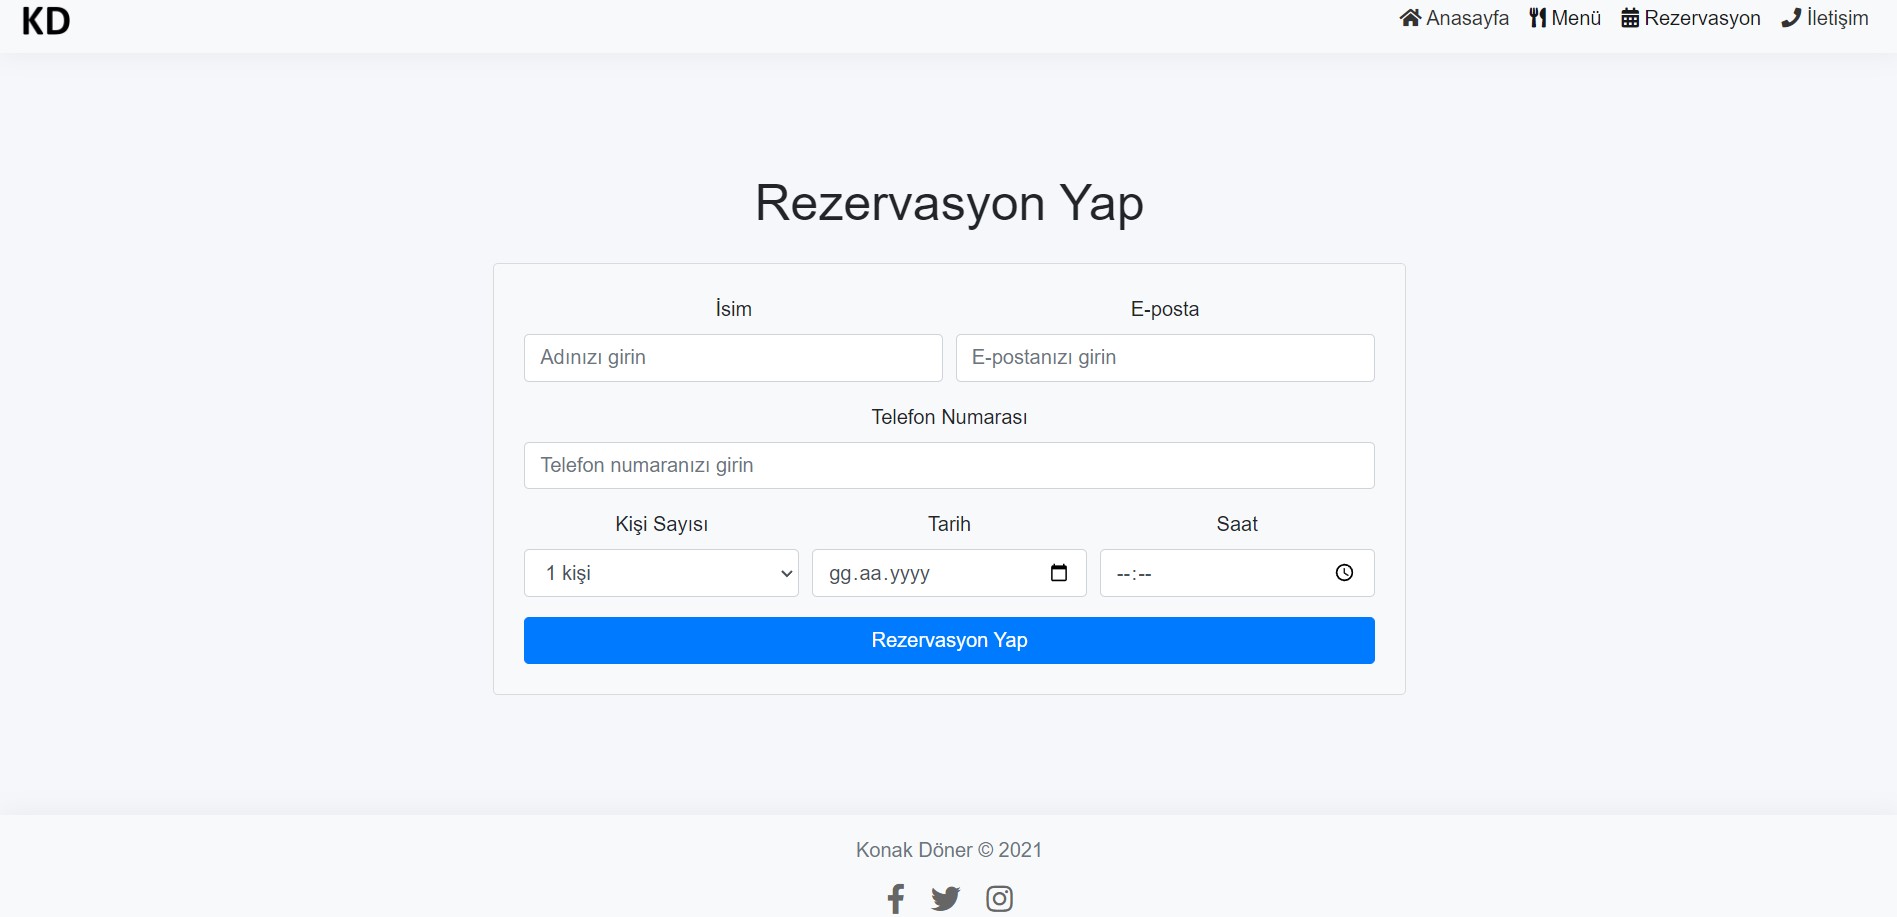 KD
Anasayfa Menü Rezervasyon İletişim
Rezervasyon Yap
İsim E-posta
Adınızı girin E-postanızı girin
Telefon Numarası
Telefon numaranızı girin
Kişi Sayısı Tarih Saat
1 kişi gg.aa.yyyy --:--
Rezervasyon Yap
Konak Döner © 2021